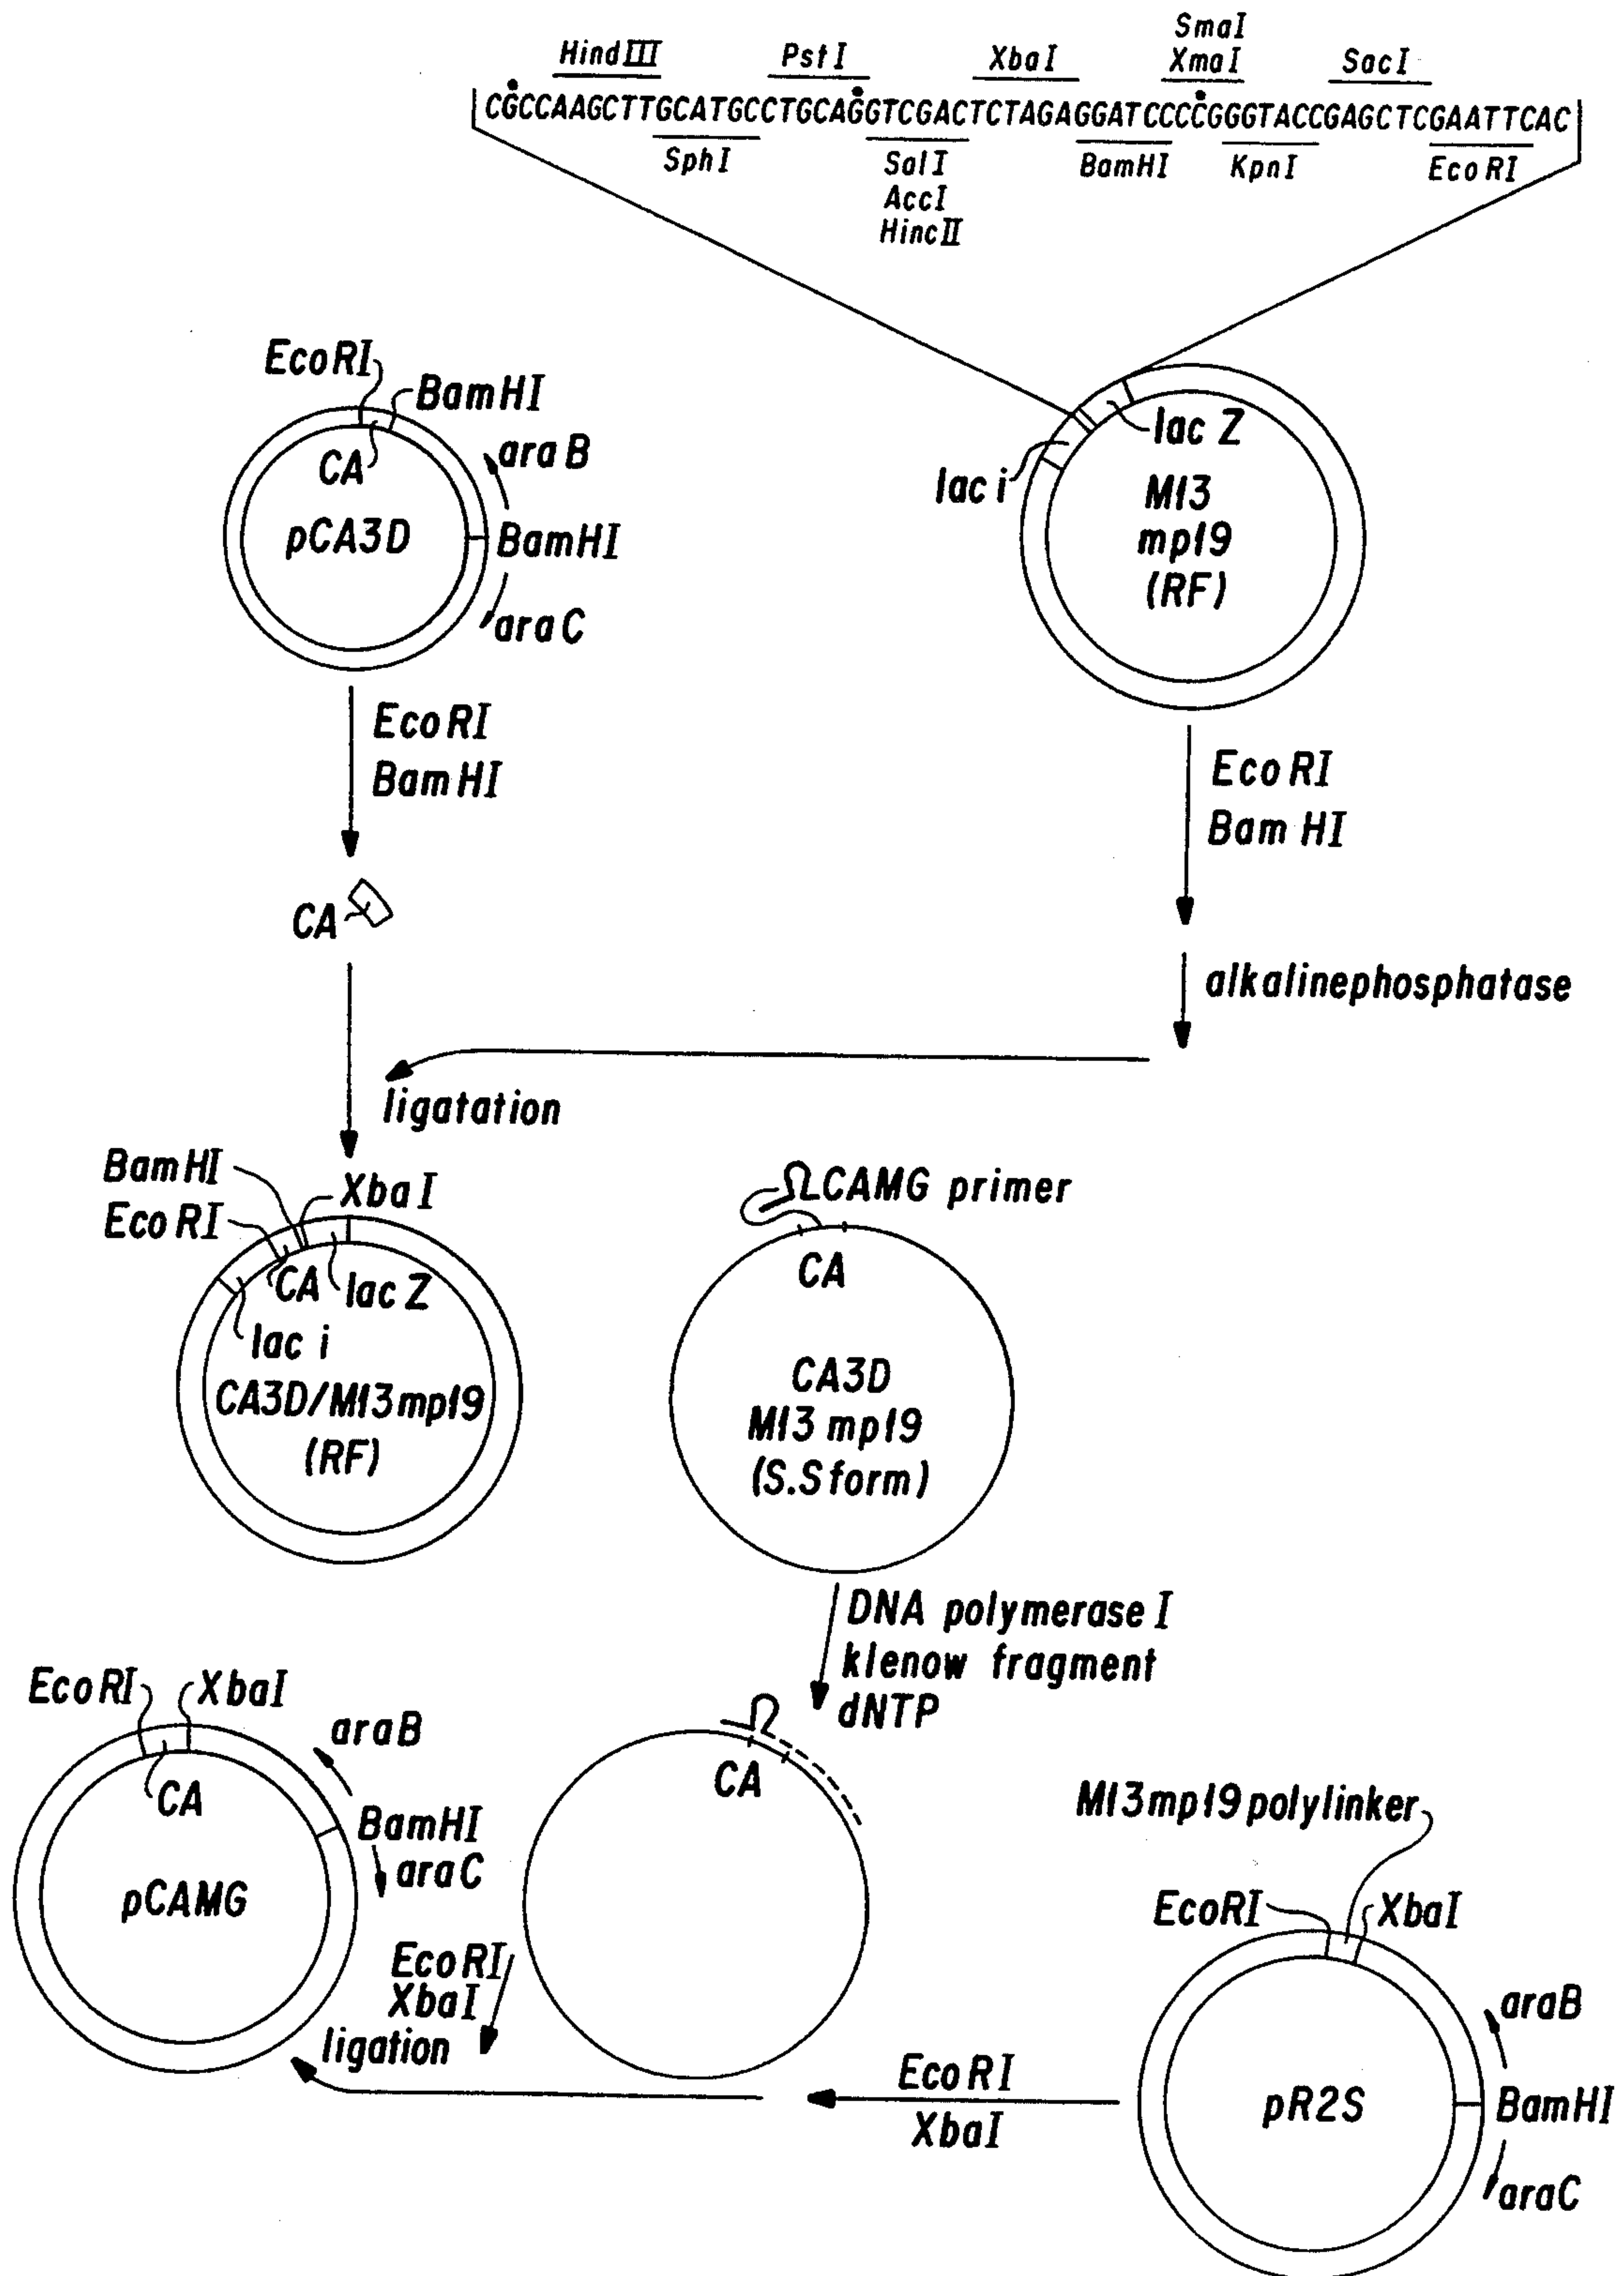 SmaI
HindIII PstI XbaI XmaI SacI
CGCCAAGCTTGCATGCCTGCAGGTCGACTCTAGAGGATCCCCGGGTACCGAGCTCGAATTCAC
SphI SalI BamHI KpnI EcoRI
AccI
HincII
EcoRI
BamHI
araB
CA
pCA3D
BamHI
araC
lac Z
lac i
M13
mp19
(RF)
EcoRI
BamHI
EcoRI
Bam HI
CA
alkalinephosphatase
ligatation
BamHI
XbaI
EcoRI
CA
lac Z
lac i
CA3D/M13mp19
(RF)
CAMG primer
CA
CA3D
M13 mp19
(S.S form)
DNA polymerase I
klenow fragment
dNTP
EcoRI
XbaI
araB
CA
BamHI
araC
pCAMG
CA
M13mp19 polylinker
EcoRI
XbaI
araB
pR2S
BamHI
araC
EcoRI
XbaI
ligation
EcoRI
XbaI